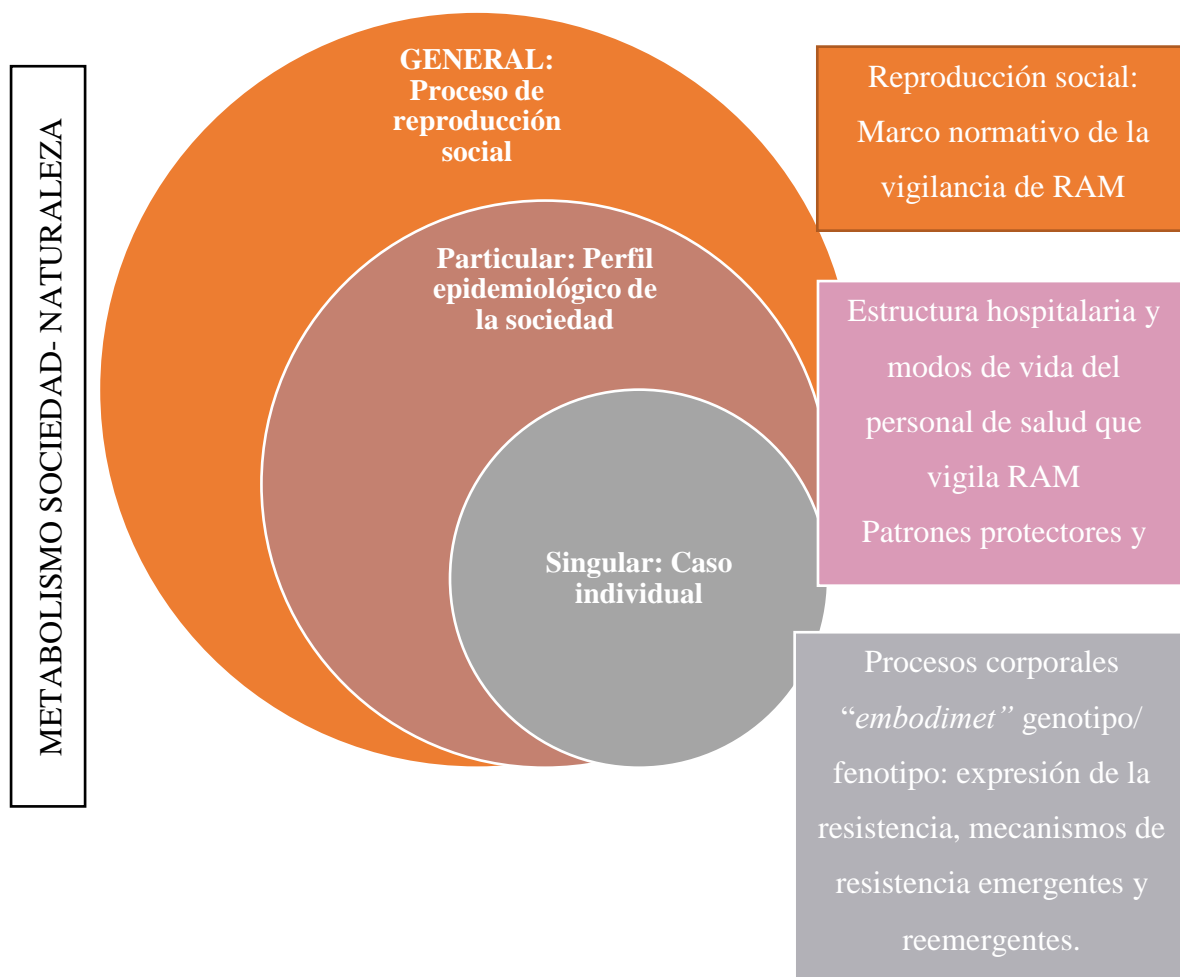 METABOLISMO SOCIEDAD- NATURALEZA
GENERAL:
Proceso de
reproducción
social
Particular: Perfil
epidemiológico de
la sociedad
Singular: Caso
individual
Reproducción social:
Marco normativo de la
vigilancia de RAM
Estructura hospitalaria y
modos de vida del
personal de salud que
vigila RAM
Patrones protectores y
Procesos corporales
“embodimet” genotipo/
fenotipo: expresión de la
resistencia, mecanismos de
resistencia emergentes y
reemergentes.